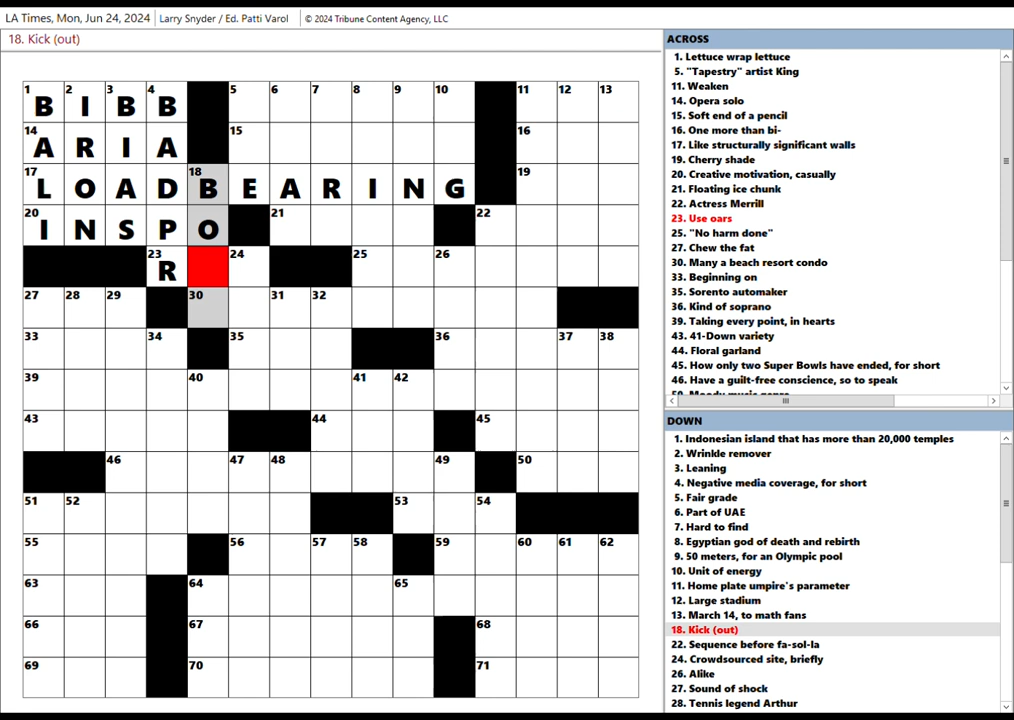 LA Times, Mon, Jun 24, 2024 Larry Snyder / Ed. Patti Varol © 2024 Tribune Content Agency, LLC
18. Kick (out)
1 2 3 4 5 6 7 8 9 10 11 12 13
B I B B
14 15 16
A R I A
17 18 19
L O A D B E A R I N G
20 21 22
I N S P O
23 24 25 26
R
27 28 29 30 31 32
33 34 35 36 37 38
39 40 41 42
43 44 45
46 47 48 49 50
51 52 53 54
55 56 57 58 59 60 61 62
63 64 65
66 67 68
69 70 71
ACROSS
1. Lettuce wrap lettuce
5. "Tapestry" artist King
11. Weaken
14. Opera solo
15. Soft end of a pencil
16. One more than bi-
17. Like structurally significant walls
19. Cherry shade
20. Creative motivation, casually
21. Floating ice chunk
22. Actress Merrill
23. Use oars
25. "No harm done"
27. Chew the fat
30. Many a beach resort condo
33. Beginning on
35. Sorento automaker
36. Kind of soprano
39. Taking every point, in hearts
43. 41-Down variety
44. Floral garland
45. How only two Super Bowls have ended, for short
46. Have a guilt-free conscience, so to speak
50. Moody music genre
DOWN
1. Indonesian island that has more than 20,000 temples
2. Wrinkle remover
3. Leaning
4. Negative media coverage, for short
5. Fair grade
6. Part of UAE
7. Hard to find
8. Egyptian god of death and rebirth
9. 50 meters, for an Olympic pool
10. Unit of energy
11. Home plate umpire's parameter
12. Large stadium
13. March 14, to math fans
18. Kick (out)
22. Sequence before fa-sol-la
24. Crowdsourced site, briefly
26. Alike
27. Sound of shock
28. Tennis legend Arthur